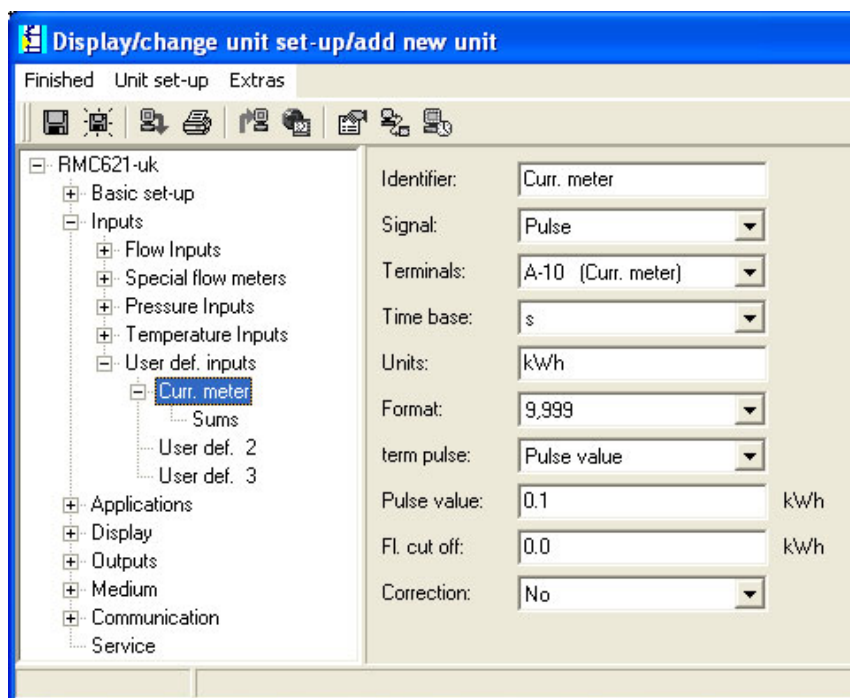 Display/change unit set-up/add new unit
Finished Unit set-up Extras
RMC621-uk
Basic set-up
Inputs
Flow Inputs
Special flow meters
Pressure Inputs
Temperature Inputs
User def. inputs
Curr. meter
Sums
User def. 2
User def. 3
Applications
Display
Outputs
Medium
Communication
Service
Identifier: Curr. meter
Signal: Pulse
Terminals: A-10 (Curr. meter)
Time base: s
Units: kWh
Format: 9,999
term pulse: Pulse value
Pulse value: 0.1 kWh
Fl. cut off: 0.0 kWh
Correction: No